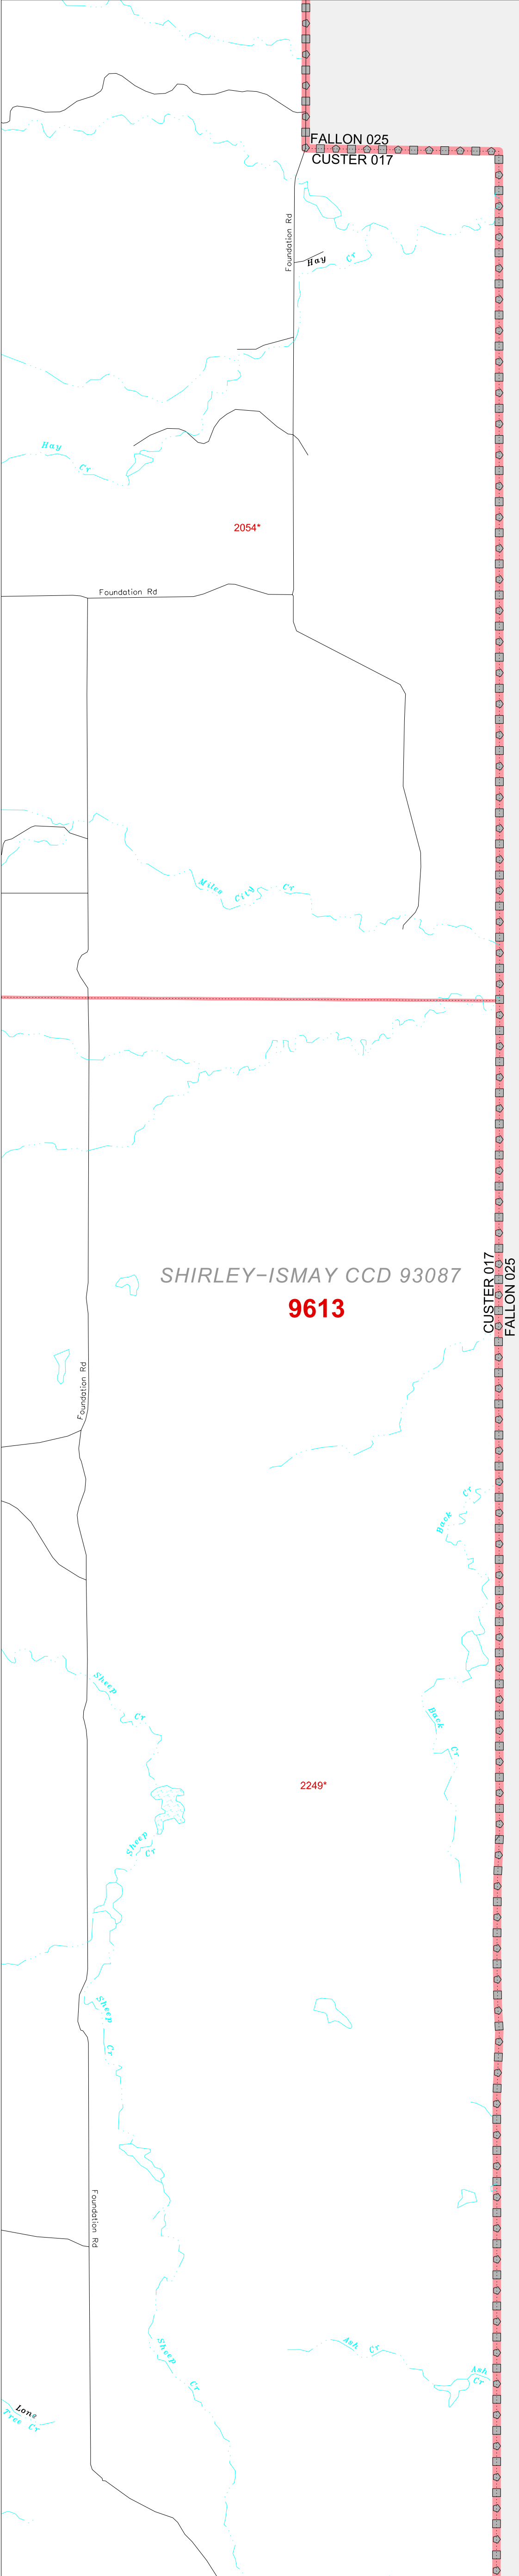 FALLON 025
CUSTER 017
Foundation Rd
Hay
Cr
Hay
Cr
2054*
Foundation Rd
Miles City Cr
CUSTER 017
FALLON 025
SHIRLEY-ISMAY CCD 93087
9613
Foundation Rd
Back Cr
Sheep
Cr
Back
Cr
2249*
Sheep
Cr
Sheep
Cr
Foundation Rd
Sheep
Cr
Ash Cr
Ash
Cr
Lone
Tree Cr